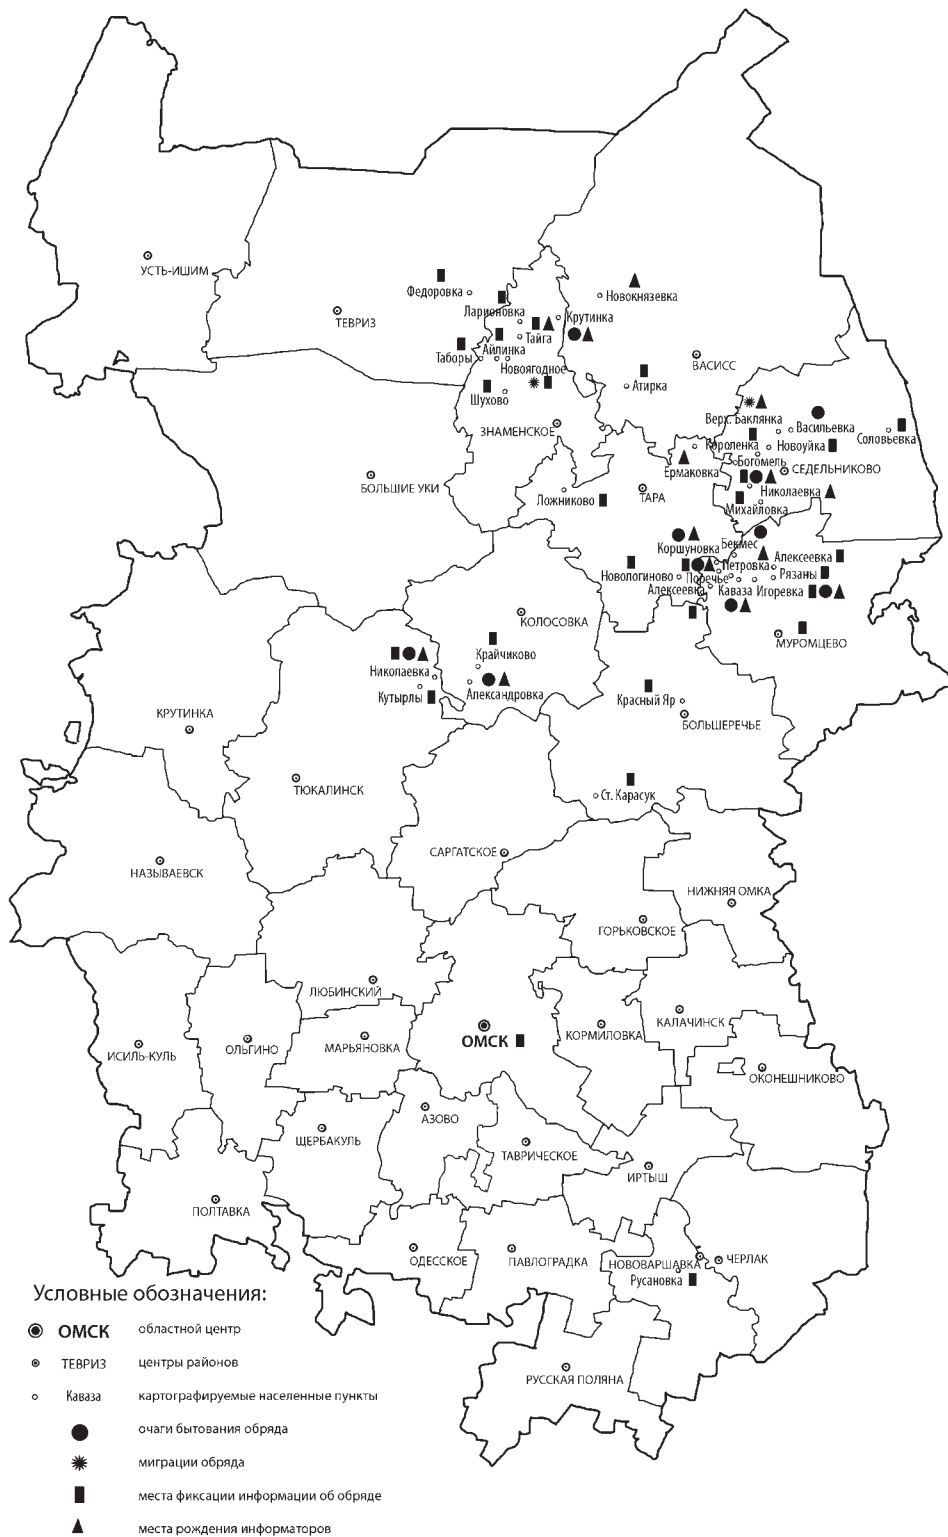 УСТЬ-ИШИМ
ТЕВРИЗ
Федоровка
Ларионовка
Новокнязевка
Крутинка
Тайга
Айлинка
Таборы
Новоягодное
ВАСИСС
Атирка
Шухово
ЗНАМЕНСКОЕ
Верх. Баклянка
Васильевка
Соловьевка
Короленка
Новоуйка
Богомель
СЕДЕЛЬНИКОВО
Ермаковка
БОЛЬШИЕ УКИ
Ложниково
ТАРА
Николаевка
Михайловка
Коршуновка
Бекмес
Алексеевка
Петровка
Новологиново
Поречье
Рязаны
Алексеевка
Каваза
Игоревка
КОЛОСОВКА
МУРОМЦЕВО
Крайчиково
Николаевка
Кутырлы
Александровка
Красный Яр
БОЛЬШЕРЕЧЬЕ
КРУТИНКА
ТЮКАЛИНСК
Ст. Карасук
САРГАТСКОЕ
НАЗЫВАЕВСК
НИЖНЯЯ ОМКА
ГОРЬКОВСКОЕ
ЛЮБИНСКИЙ
КАЛАЧИНСК
ИСИЛЬ-КУЛЬ
ОЛЬГИНО
МАРЬЯНОВКА
ОМСК
КОРМИЛОВКА
ОКОНЕШНИКОВО
АЗОВО
ЩЕРБАКУЛЬ
ТАВРИЧЕСКОЕ
ИРТЫШ
ПОЛТАВКА
ОДЕССКОЕ
ПАВЛОГРАДКА
НОВОВАРШАВКА
ЧЕРЛАК
Русановка
РУССКАЯ ПОЛЯНА
Условные обозначения:
ОМСК областной центр
ТЕВРИЗ центры районов
Каваза картографируемые населенные пункты
очаги бытования обряда
миграции обряда
места фиксации информации об обряде
места рождения информаторов